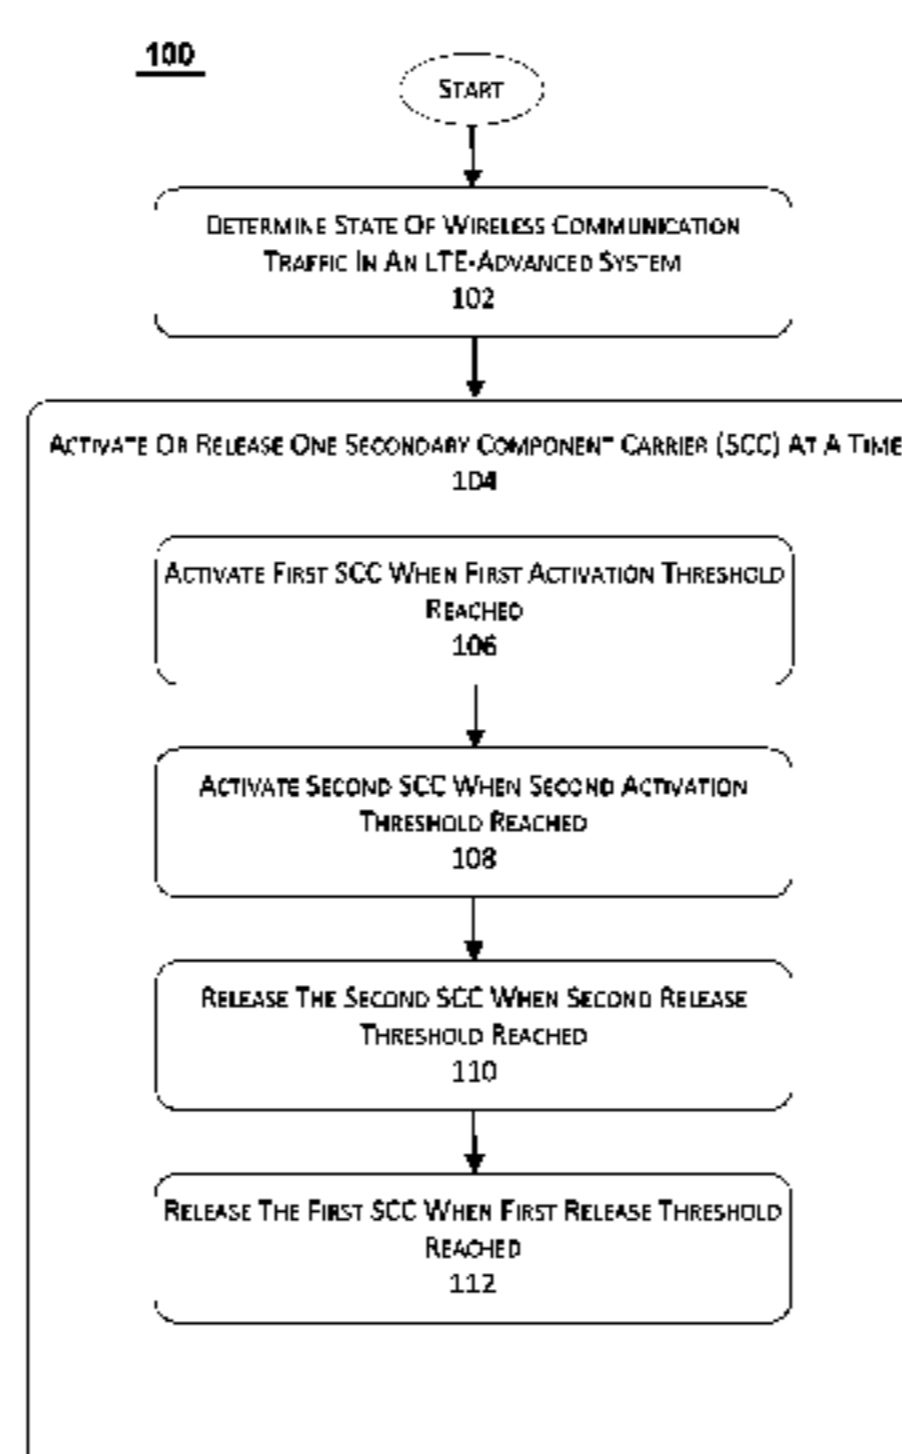 100
START
DETERMINE STATE OF WIRELESS COMMUNICATION
TRAFFIC IN AN LTE-ADVANCED SYSTEM
102
ACTIVATE OR RELEASE ONE SECONDARY COMPONENT CARRIER (SCC) AT A TIME
104
ACTIVATE FIRST SCC WHEN FIRST ACTIVATION THRESHOLD
REACHED
106
ACTIVATE SECOND SCC WHEN SECOND ACTIVATION
THRESHOLD REACHED
108
RELEASE THE SECOND SCC WHEN SECOND RELEASE
THRESHOLD REACHED
110
RELEASE THE FIRST SCC WHEN FIRST RELEASE THRESHOLD
REACHED
112